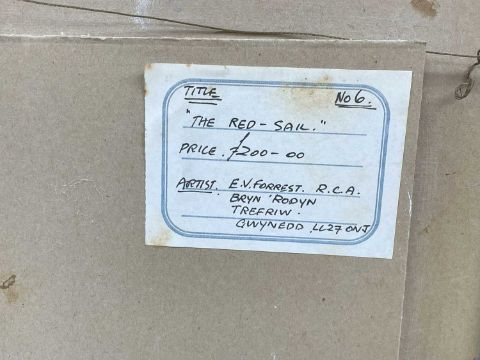 TITLE No 6.
"THE RED-SAIL."
PRICE. £200-00
ARTIST. E.V. FORREST. R.C.A.
BRYN RODYN
TREFRIW.
GWYNEDD. LL27 0NJ